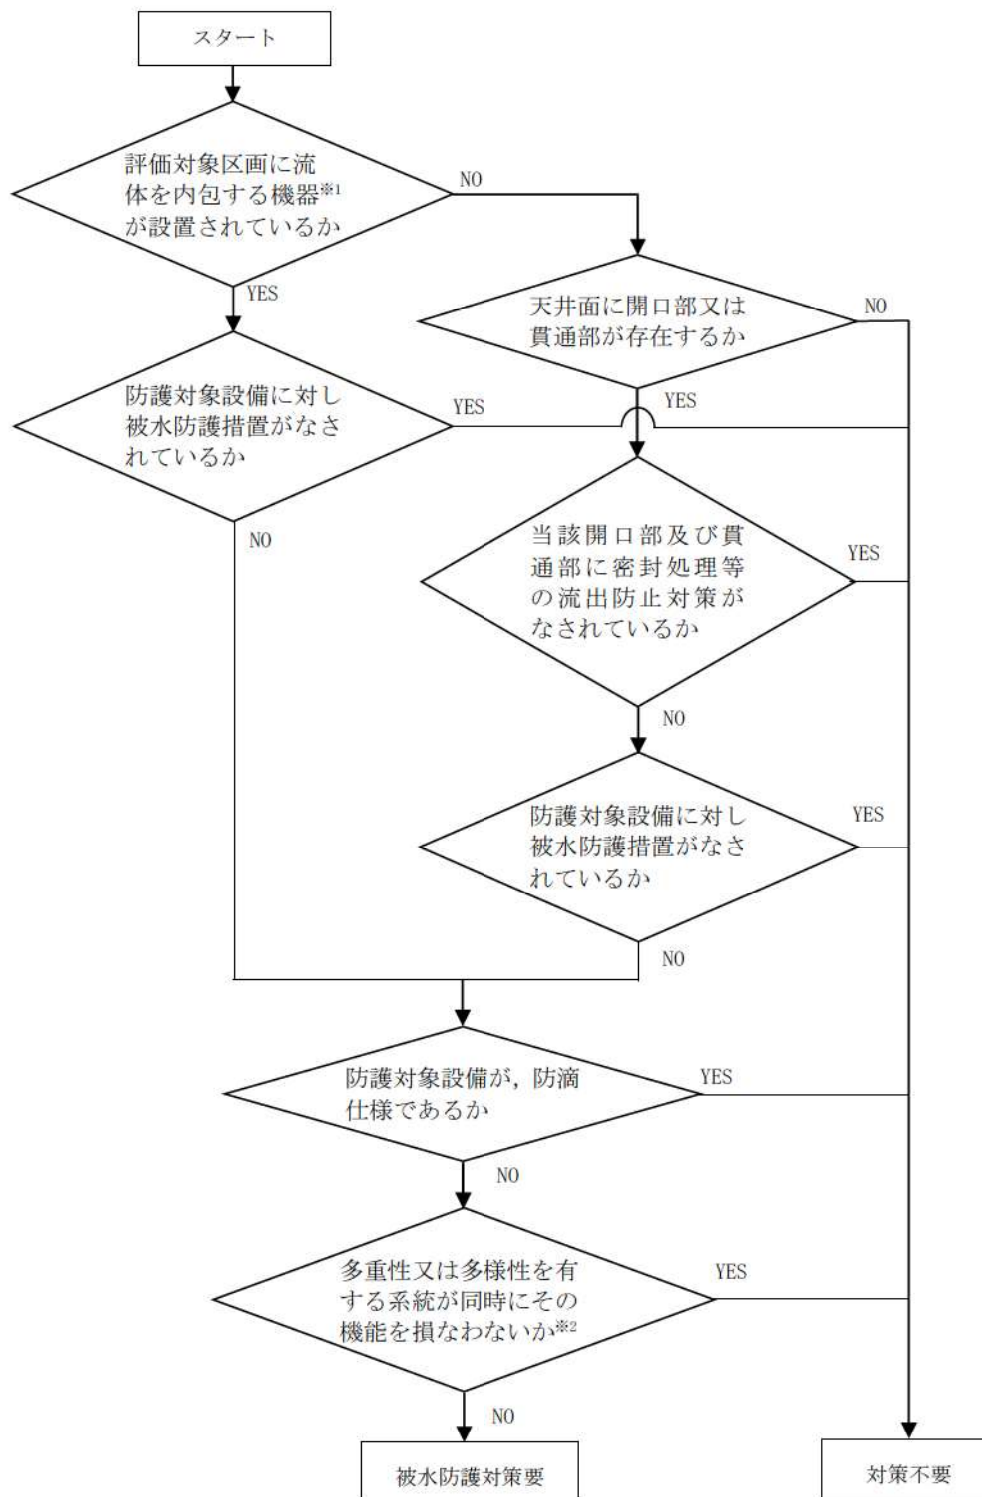 スタート
評価対象区画に流
体を内包する機器※1
が設置されているか
NO
YES
天井面に開口部又は
貫通部が存在するか
NO
YES
防護対象設備に対し
被水防護措置がなさ
れているか
YES
NO
当該開口部及び貫
通部に密封処理等
の流出防止対策が
なされているか
YES
NO
防護対象設備に対し
被水防護措置がなさ
れているか
YES
NO
防護対象設備が，防滴
仕様であるか
YES
NO
多重性又は多様性を有
する系統が同時にその
機能を損なわないか※2
YES
NO
被水防護対策要
対策不要